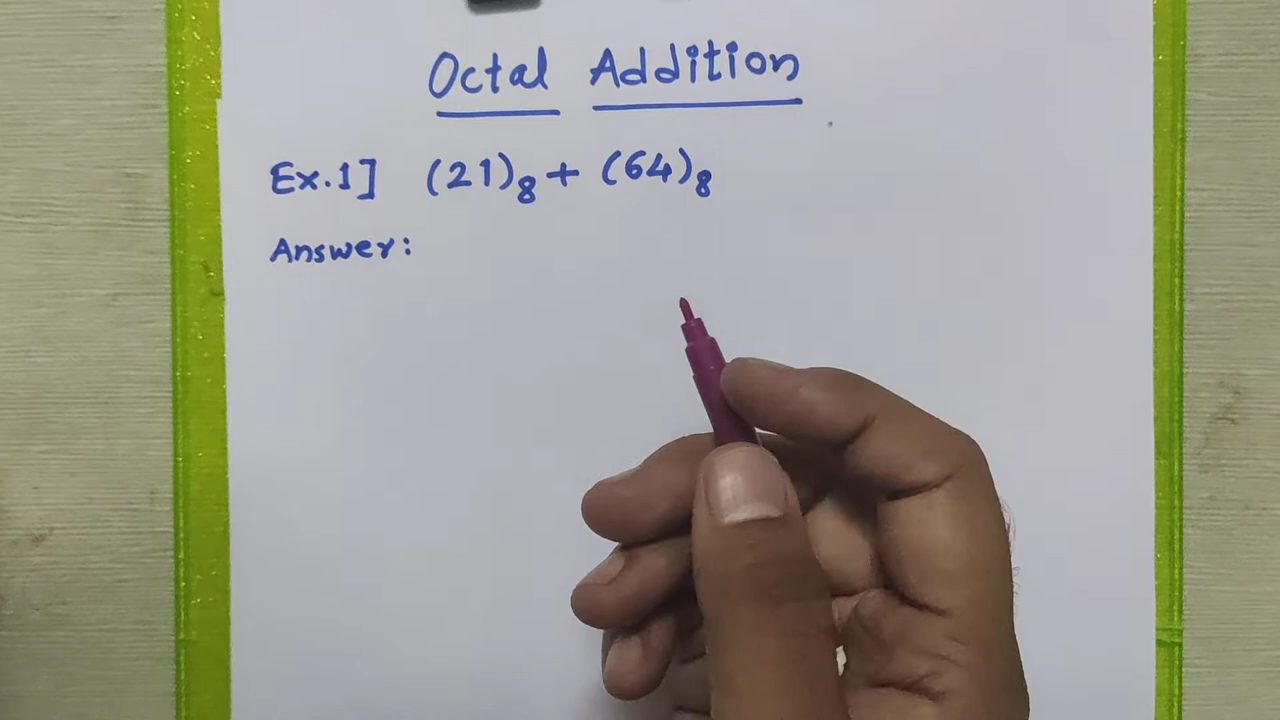 Octal Addition
Ex.1] (21)₈ + (64)₈
Answer: